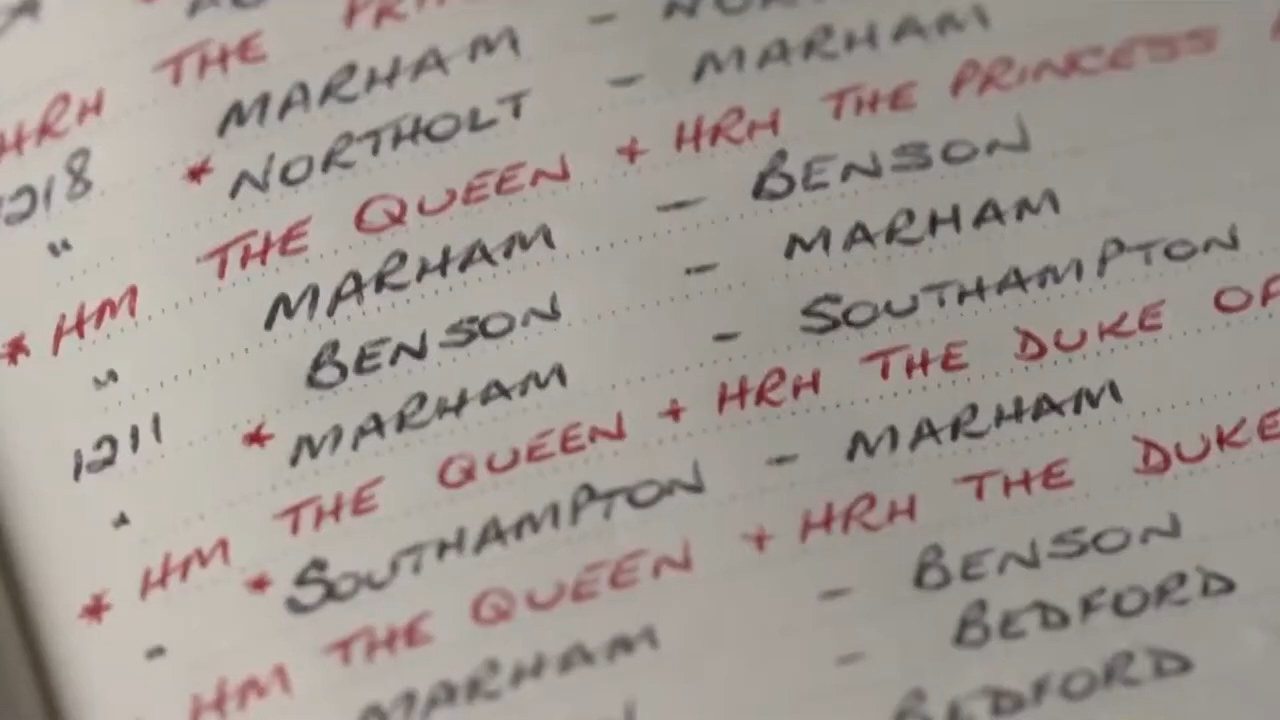 HRH THE PRIN
MARHAM - NOR
1218 * NORTHOLT - MARHAM
* HM THE QUEEN + HRH THE PRINCESS
" MARHAM - BENSON
" BENSON - MARHAM
1211 * MARHAM - SOUTHAMPTON
* HM THE QUEEN + HRH THE DUKE OF
" * SOUTHAMPTON - MARHAM
HM THE QUEEN + HRH THE DUKE
MARHAM - BENSON
- BEDFORD
BEDFORD